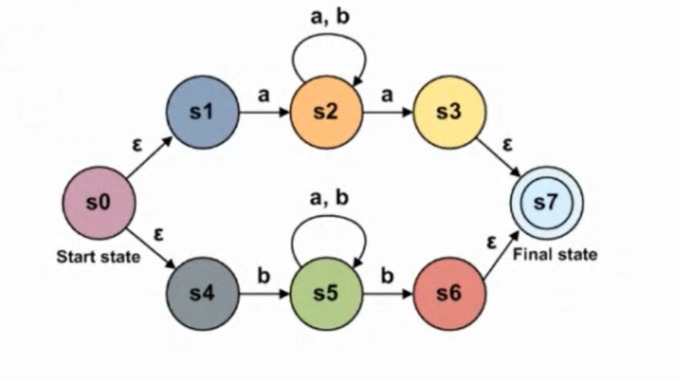 a, b
s1 a s2 a s3
ε ε
s0 s7
Start state ε a, b ε Final state
s4 b s5 b s6